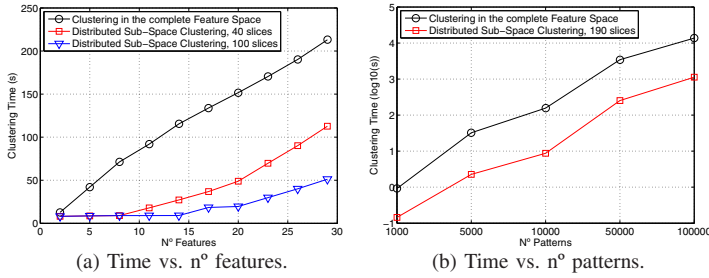 Clustering in the complete Feature Space
Distributed Sub−Space Clustering, 40 slices
Distributed Sub−Space Clustering, 100 slices
250
200
150
100
50
0
0 5 10 15 20 25 30
Clustering Time (s)
Nº Features
(a) Time vs. nº features.
Clustering in the complete Feature Space
Distributed Sub−Space Clustering, 190 slices
5
4
3
2
1
0
−1
1000 5000 10000 50000 100000
Clustering Time (log10(s))
Nº Patterns
(b) Time vs. nº patterns.